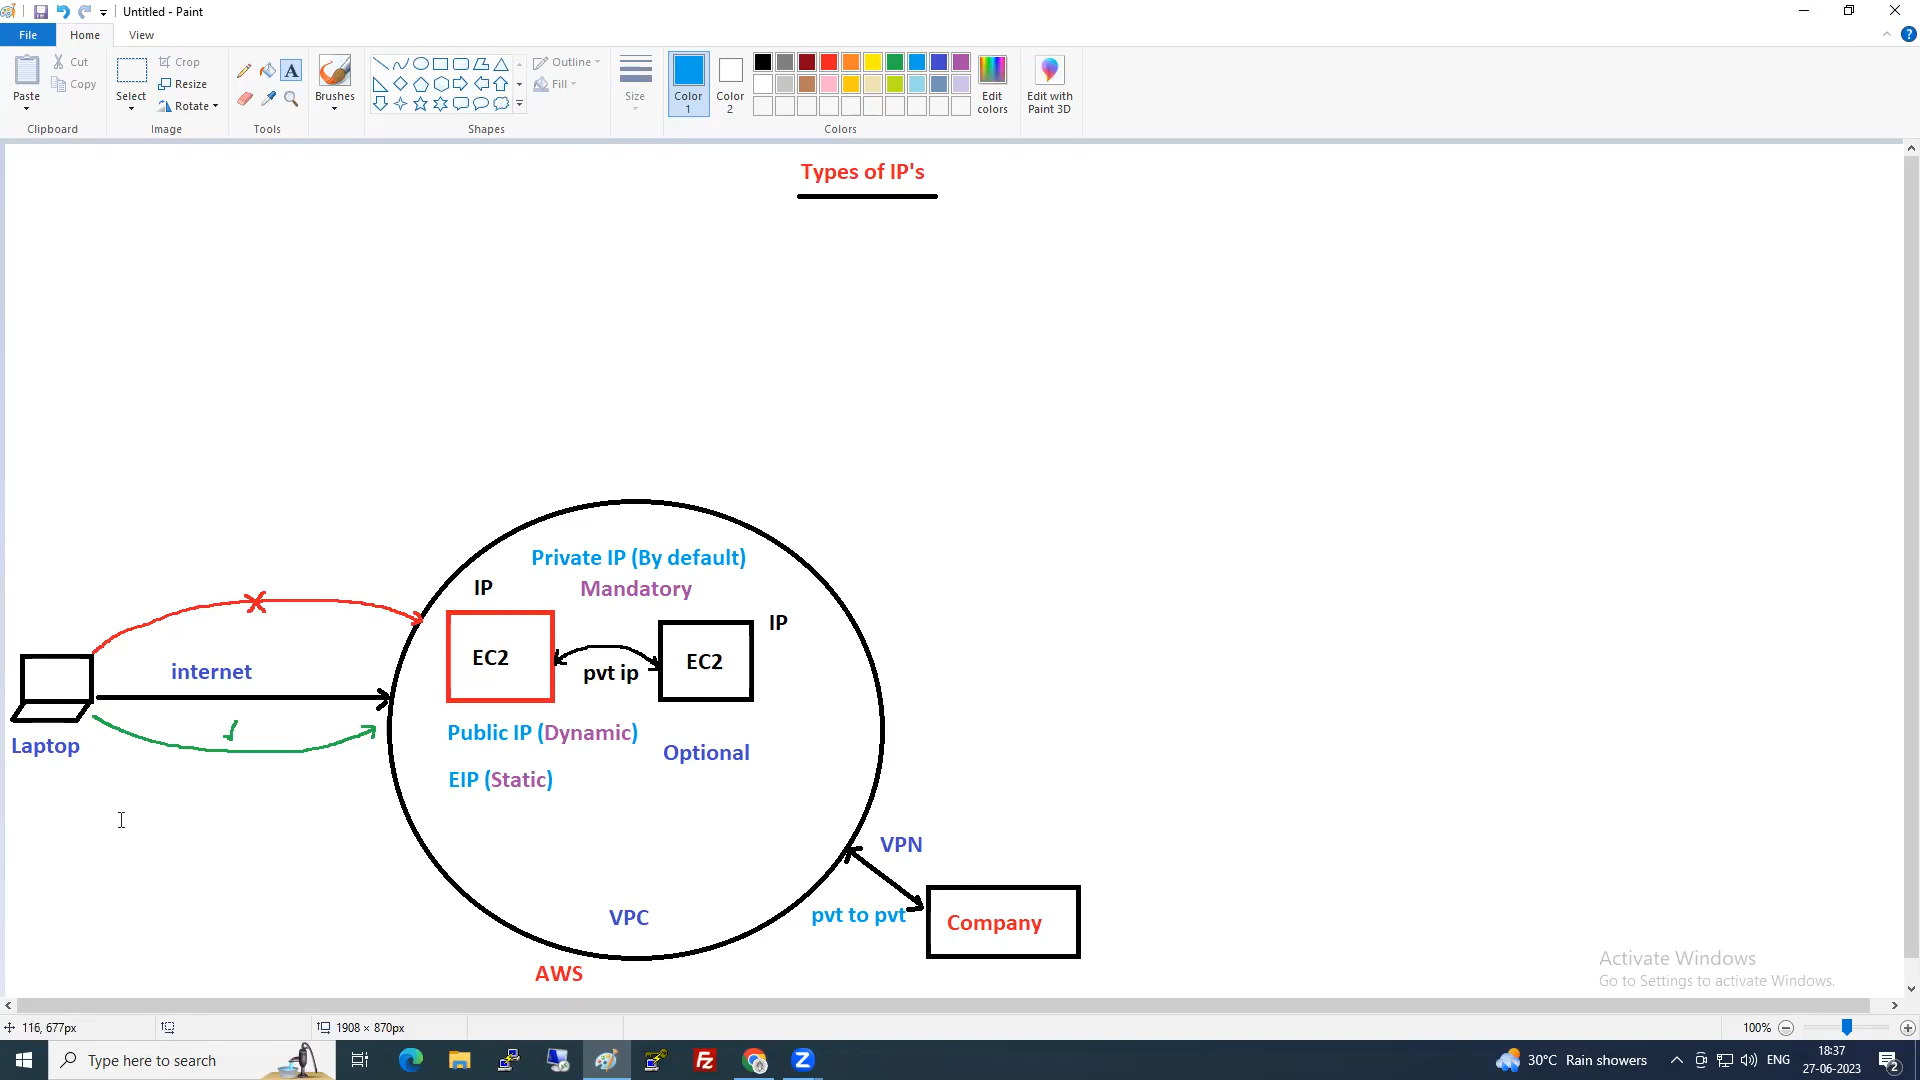 Untitled - Paint
File
Home
View
Paste
Cut
Copy
Clipboard
Select
Crop
Resize
Rotate
Image
A
Tools
Brushes
Shapes
Outline
Fill
Size
Color
1
Color
2
Edit
colors
Colors
Edit with
Paint 3D
Types of IP's
Private IP (By default)
Mandatory
IP
IP
EC2
EC2
pvt ip
internet
Laptop
Public IP (Dynamic)
Optional
EIP (Static)
VPN
pvt to pvt
Company
VPC
AWS
Activate Windows
Go to Settings to activate Windows.
116, 677px
1908 × 870px
100%
Type here to search
30°C Rain showers
ENG
18:37
27-06-2023
2